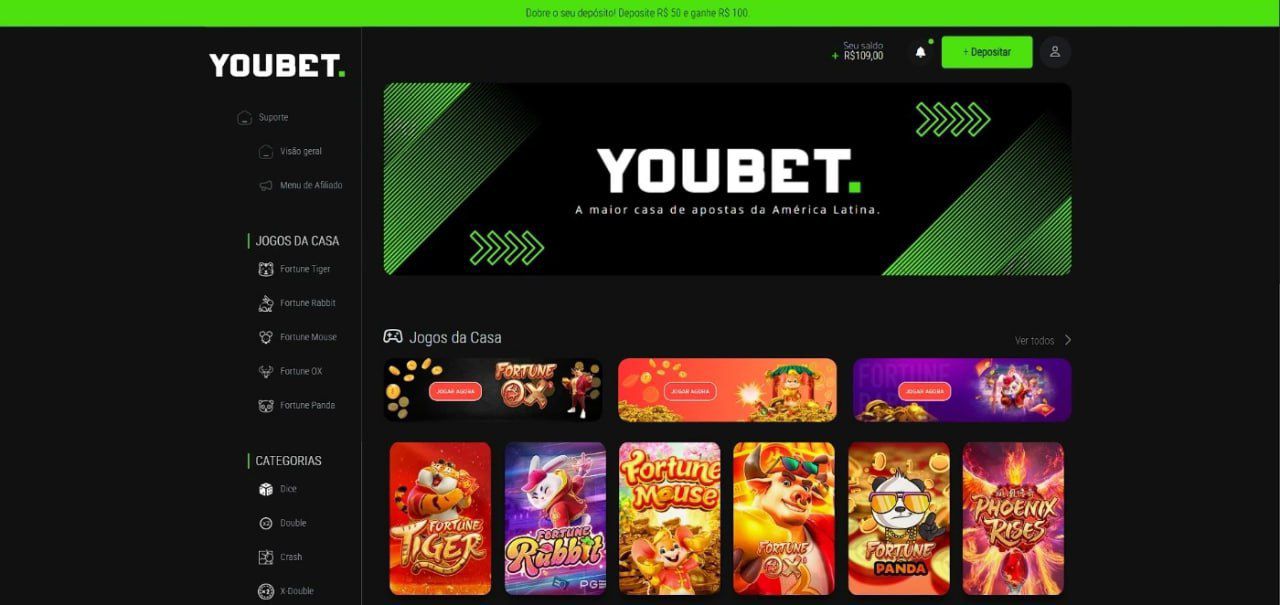 Dobre o seu depósito! Deposite R$ 50 e ganhe R$ 100.
YOUBET.
Seu saldo
+ R$109,00
+ Depositar
Suporte
Visão geral
Menu de Afiliado
JOGOS DA CASA
Fortune Tiger
Fortune Rabbit
Fortune Mouse
Fortune OX
Fortune Panda
CATEGORIAS
Dice
Double
Crash
X-Double
YOUBET.
A maior casa de apostas da América Latina.
Jogos da Casa
Ver todos
JOGAR AGORA
FORTUNE
OX
JOGAR AGORA
FORTUNE
JOGAR AGORA
FORTUNE
TIGER
FORTUNE
Rabbit
PG
Fortune
Mouse
FORTUNE
OX
FORTUNE
PANDA
PHOENIX
RISES